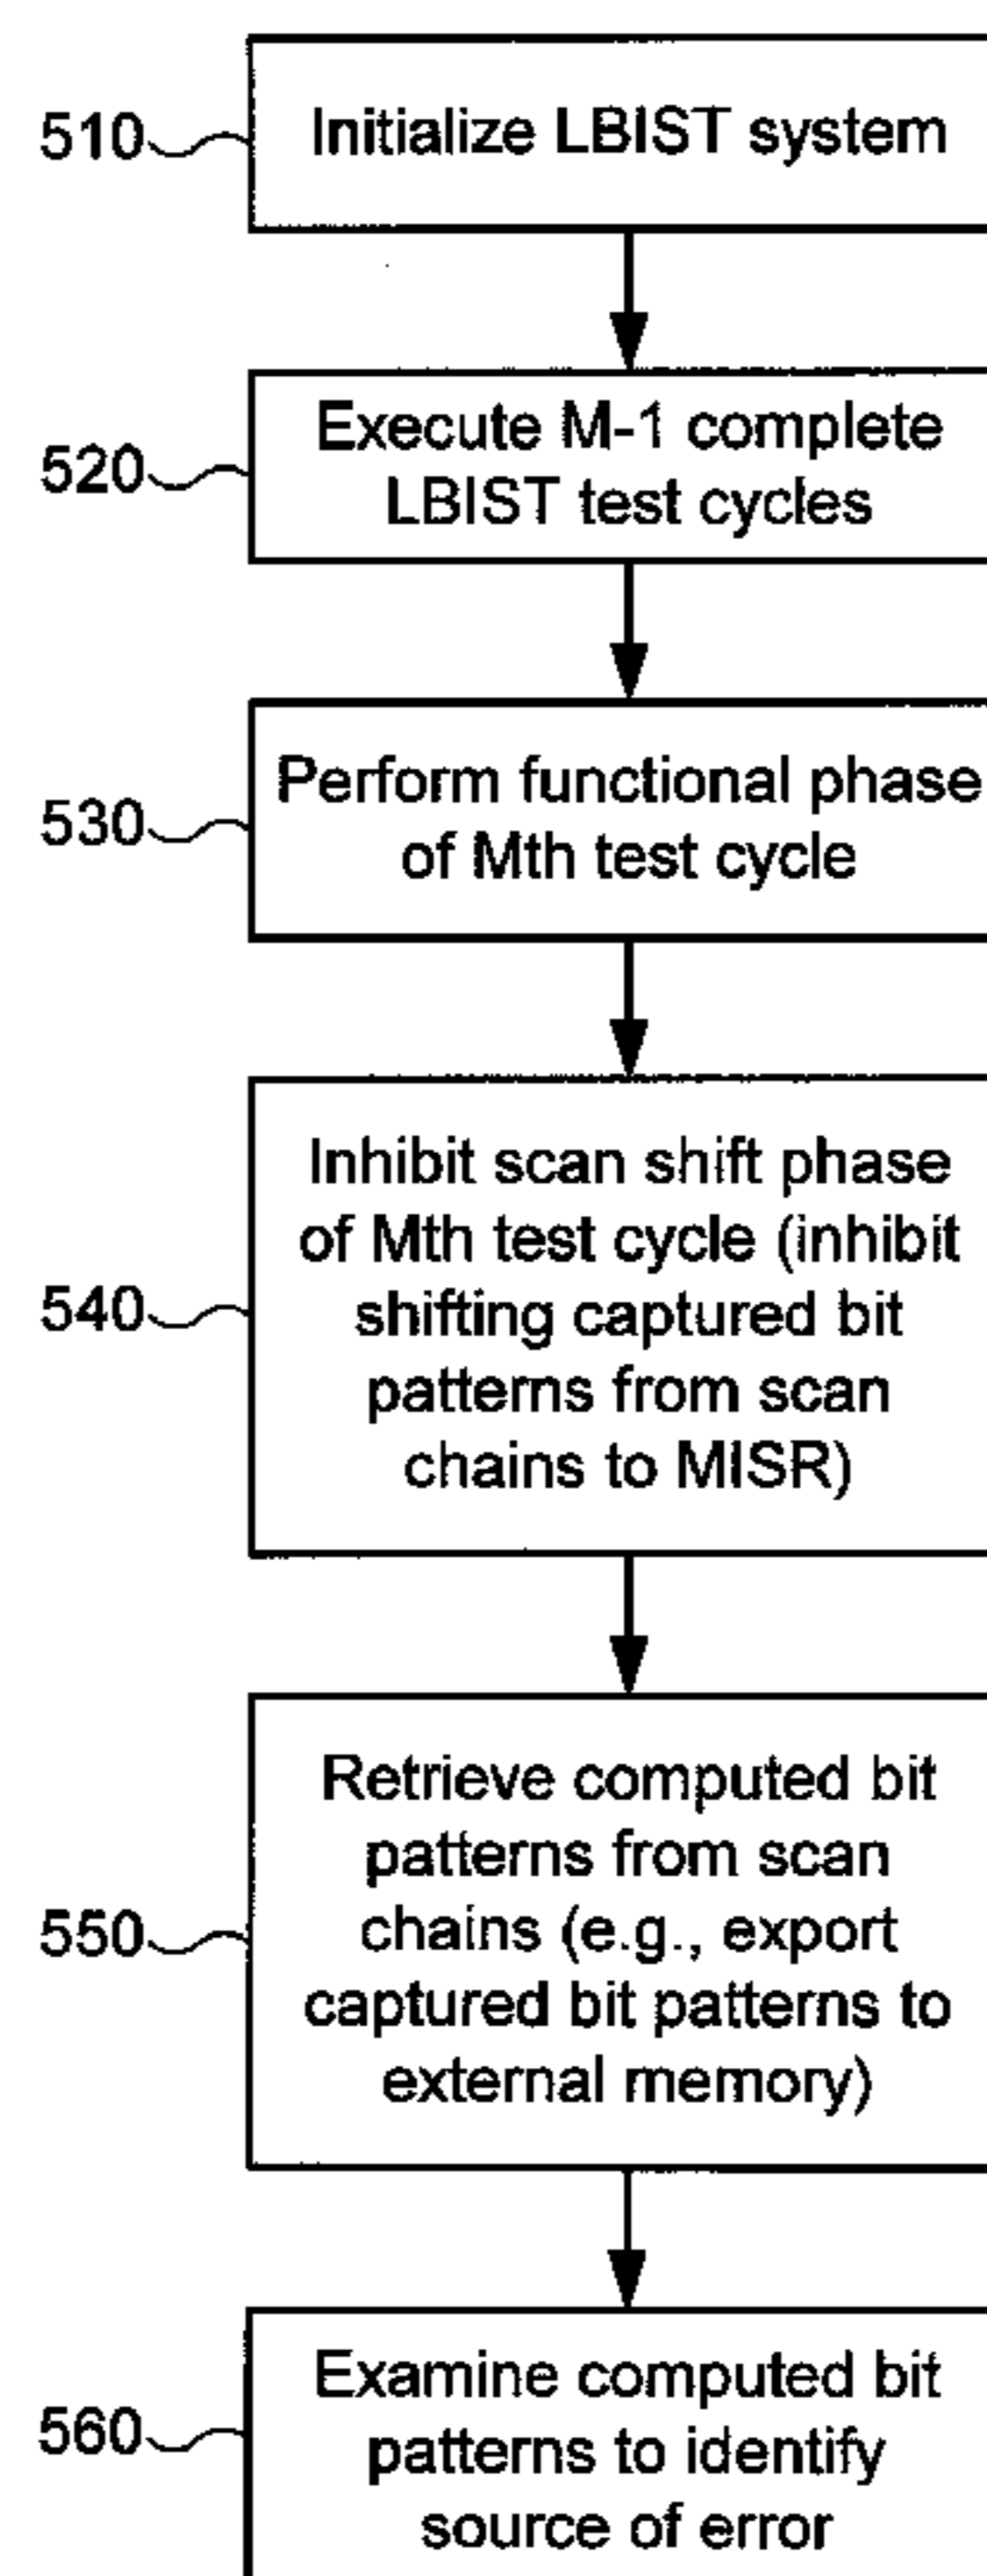 510
Initialize LBIST system
520
Execute M-1 complete
LBIST test cycles
530
Perform functional phase
of Mth test cycle
540
Inhibit scan shift phase
of Mth test cycle (inhibit
shifting captured bit
patterns from scan
chains to MISR)
550
Retrieve computed bit
patterns from scan
chains (e.g., export
captured bit patterns to
external memory)
560
Examine computed bit
patterns to identify
source of error